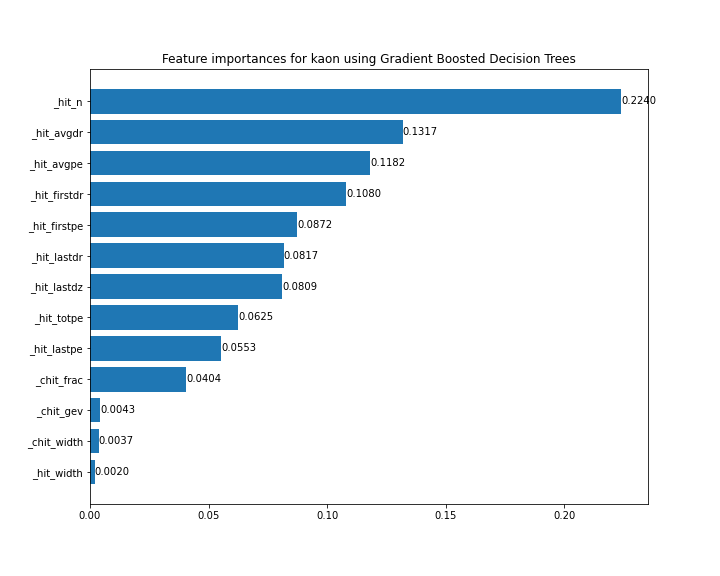 Feature importances for kaon using Gradient Boosted Decision Trees
_hit_n 0.2240
_hit_avgdr 0.1317
_hit_avgpe 0.1182
_hit_firstdr 0.1080
_hit_firstpe 0.0872
_hit_lastdr 0.0817
_hit_lastdz 0.0809
_hit_totpe 0.0625
_hit_lastpe 0.0553
_chit_frac 0.0404
_chit_gev 0.0043
_chit_width 0.0037
_hit_width 0.0020
0.00 0.05 0.10 0.15 0.20